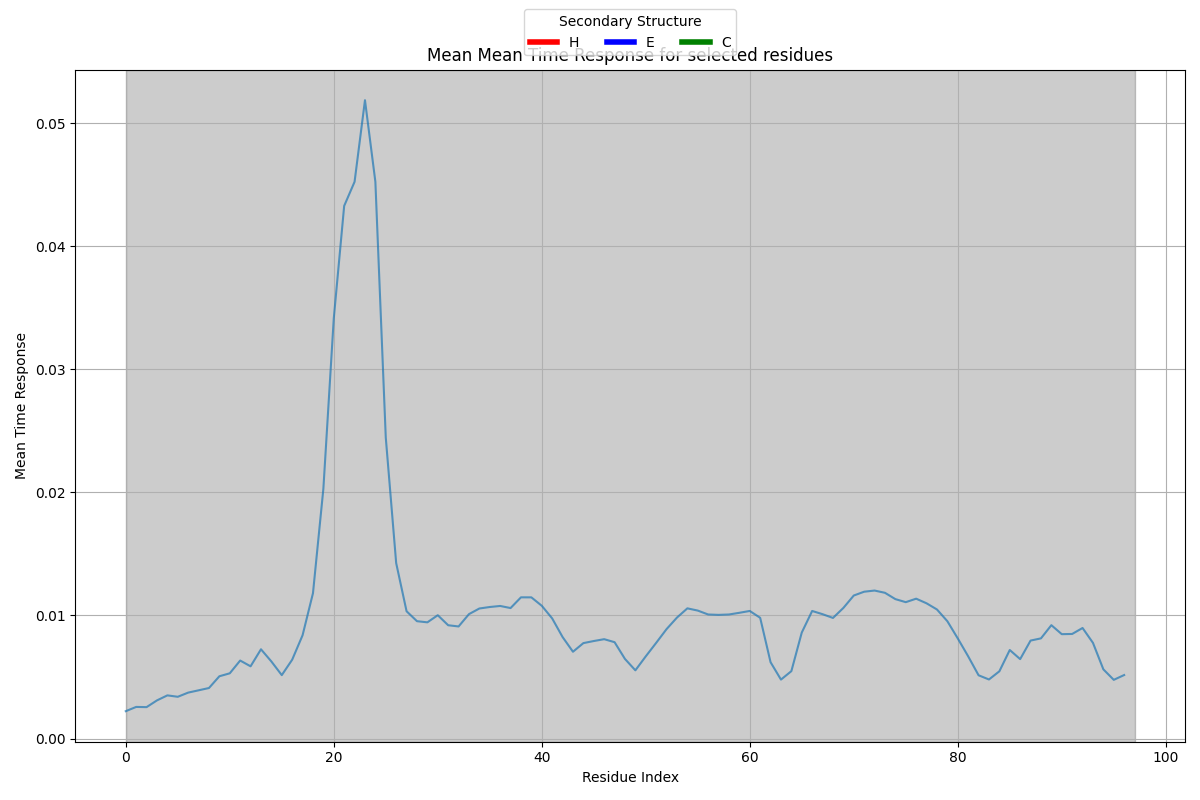 Secondary Structure
H E C
Mean Mean Time Response for selected residues
0.05
0.04
0.03
0.02
0.01
0.00
Mean Time Response
0 20 40 60 80 100
Residue Index